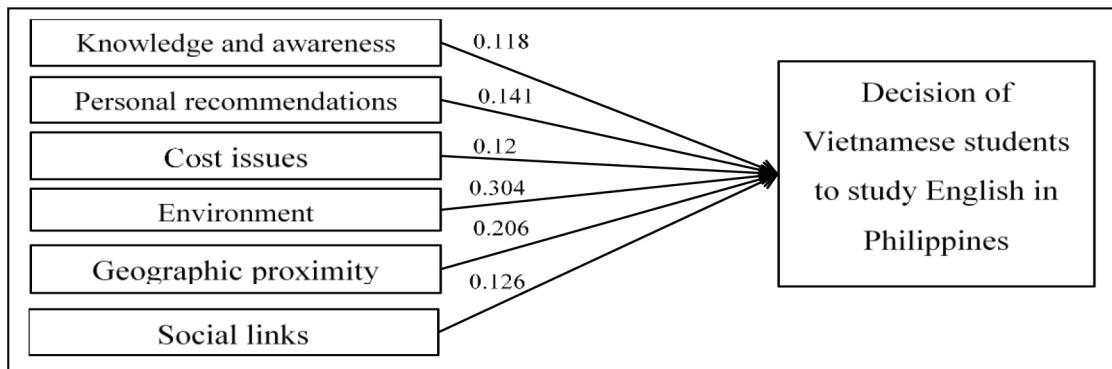 Knowledge and awareness
0.118
Personal recommendations
0.141
Cost issues
0.12
Environment
0.304
Geographic proximity
0.206
Social links
0.126
Decision of
Vietnamese students
to study English in
Philippines